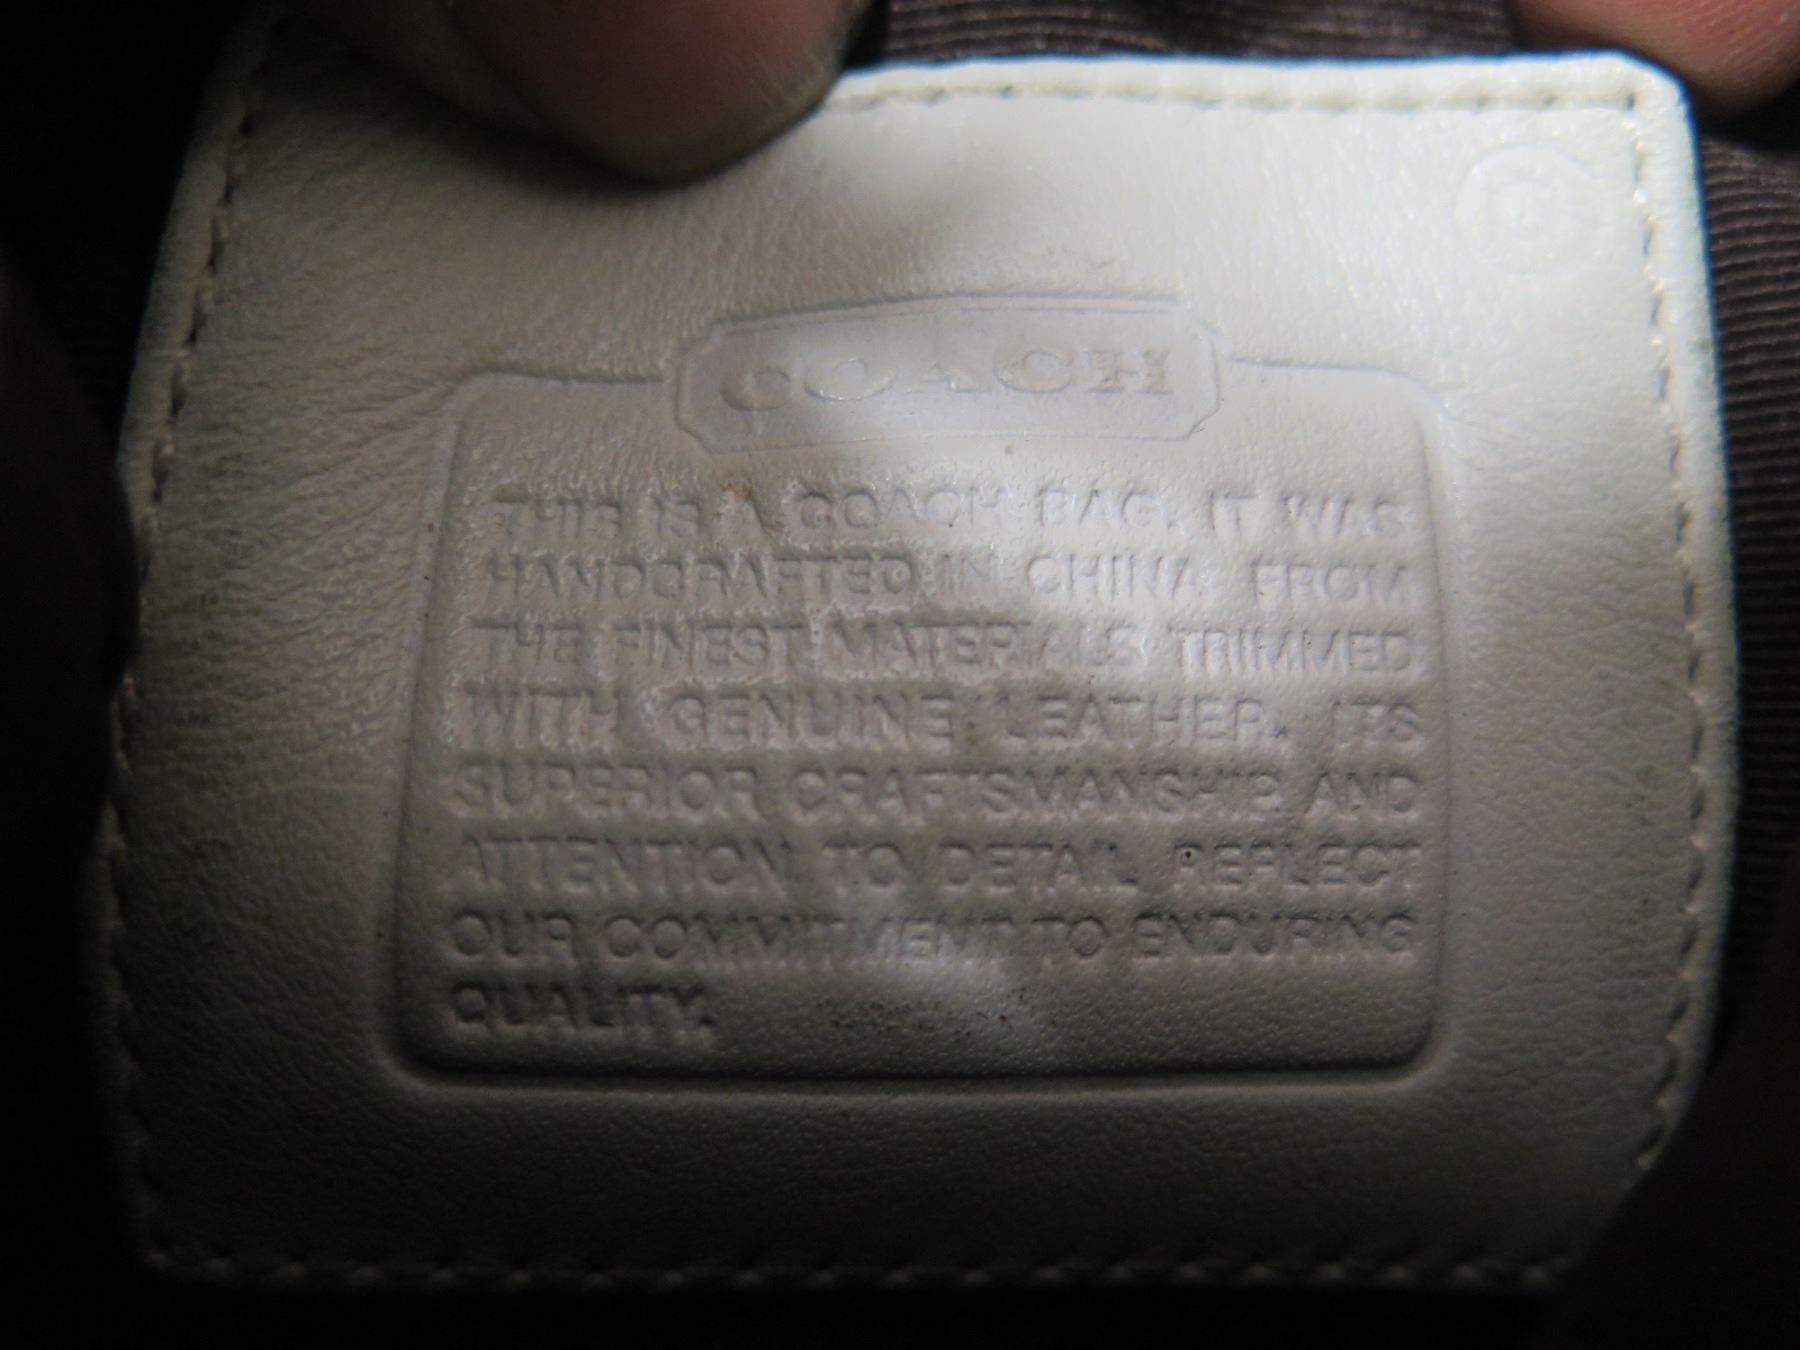 COACH
THIS IS A COACH BAG. IT WAS
HANDCRAFTED IN CHINA FROM
THE FINEST MATERIALS TRIMMED
WITH GENUINE LEATHER. ITS
SUPERIOR CRAFTSMANSHIP AND
ATTENTION TO DETAIL REFLECT
OUR COMMITMENT TO ENDURING
QUALITY.